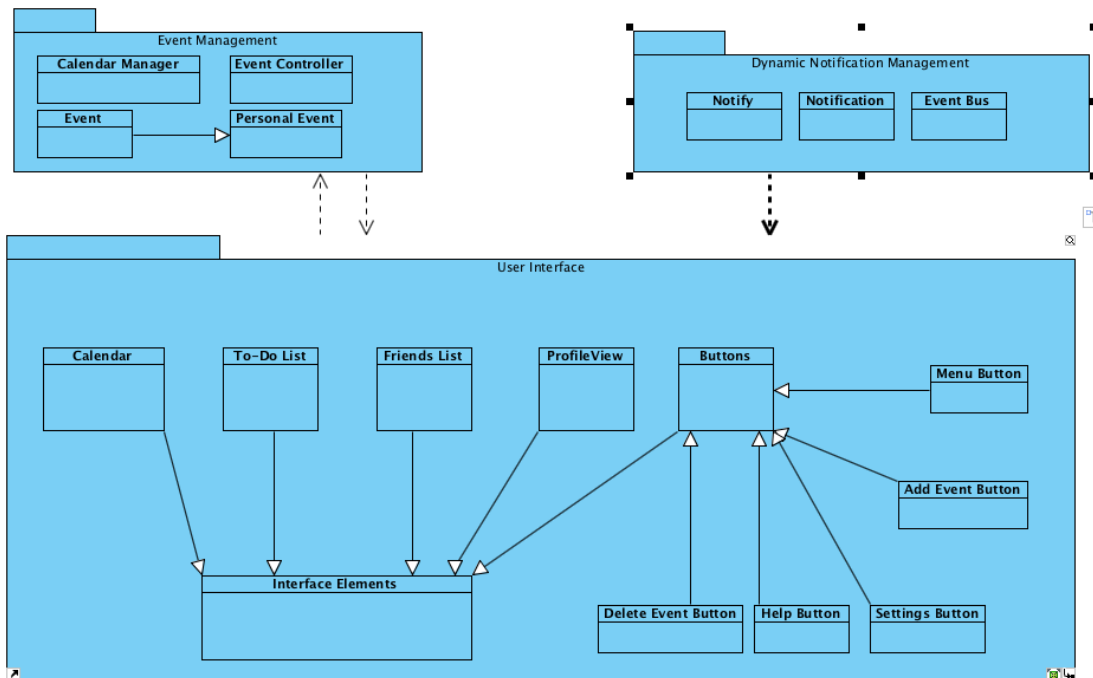 Event Management
Calendar Manager
Event Controller
Event
Personal Event
Dynamic Notification Management
Notify
Notification
Event Bus
User Interface
Calendar
To-Do List
Friends List
ProfileView
Buttons
Menu Button
Add Event Button
Interface Elements
Delete Event Button
Help Button
Settings Button